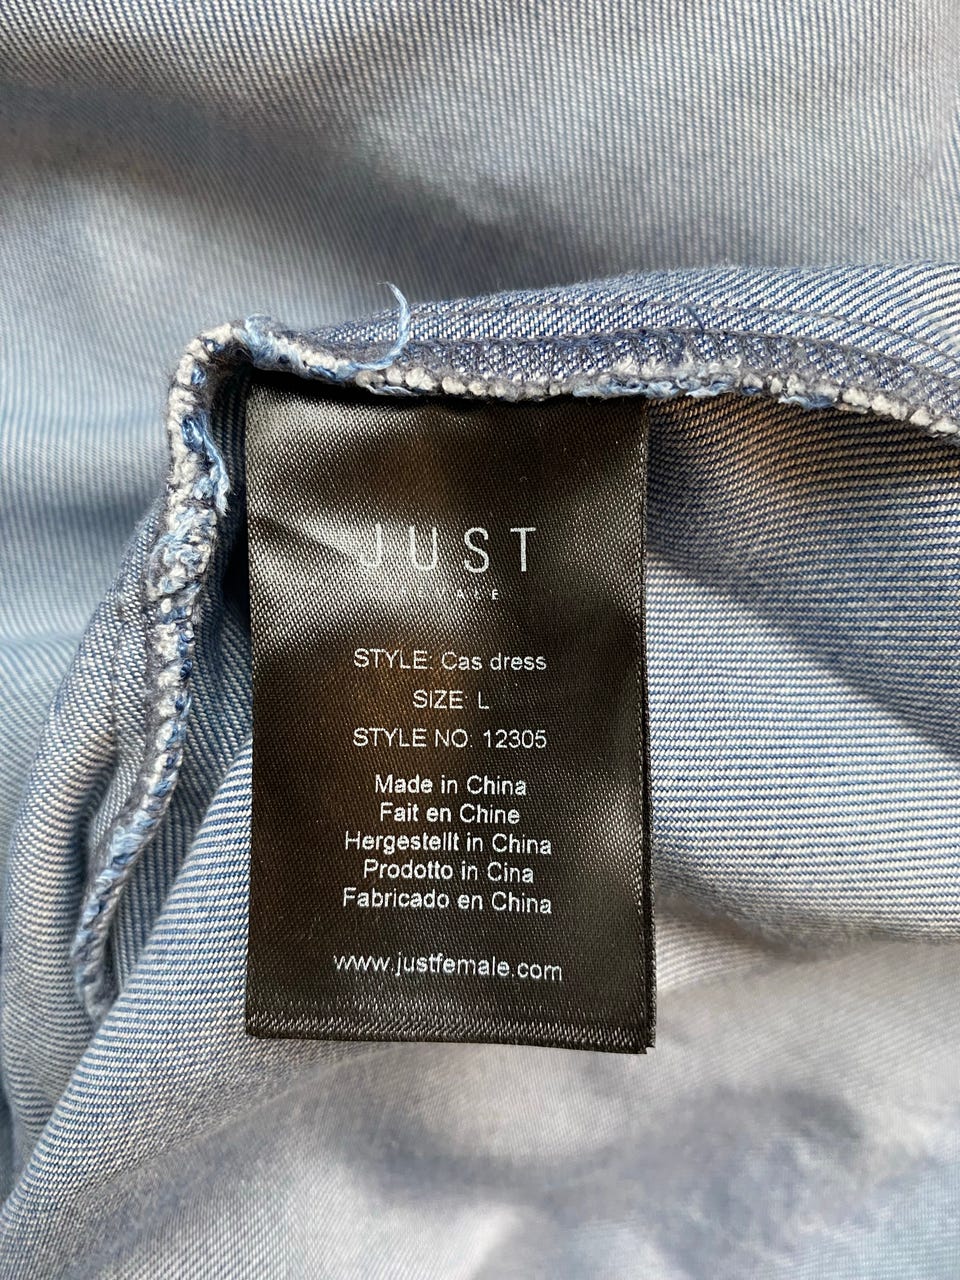 JUST
FEMALE
STYLE: Cas dress
SIZE: L
STYLE NO. 12305
Made in China
Fait en Chine
Hergestellt in China
Prodotto in Cina
Fabricado en China
www.justfemale.com